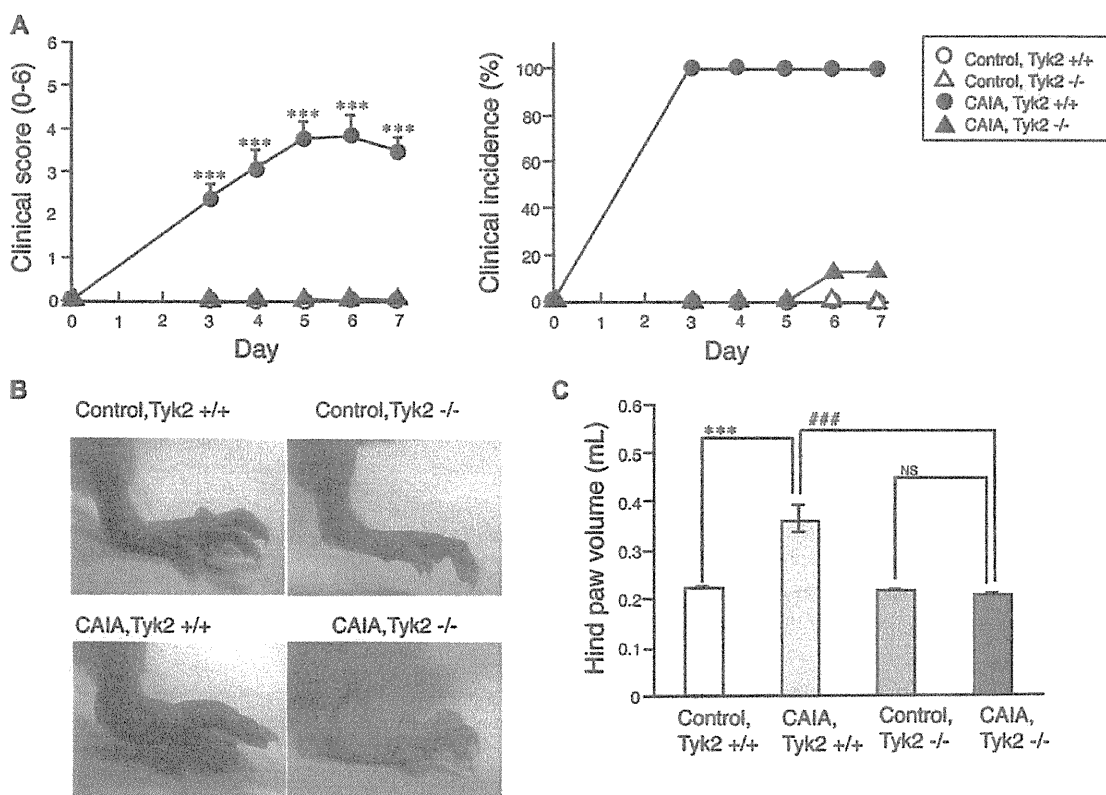 A
Clinical score (0-6)
6
5
4
3
2
1
0
*** *** *** *** ***
0 1 2 3 4 5 6 7
Day
Clinical incidence (%)
100
80
60
40
20
0
0 1 2 3 4 5 6 7
Day
Control, Tyk2 +/+
Control, Tyk2 -/-
CAIA, Tyk2 +/+
CAIA, Tyk2 -/-
B
Control,Tyk2 +/+
Control,Tyk2 -/-
CAIA,Tyk2 +/+
CAIA,Tyk2 -/-
C
Hind paw volume (mL)
0.6
0.5
0.4
0.3
0.2
0.1
0
***
###
NS
Control,
Tyk2 +/+
CAIA,
Tyk2 +/+
Control,
Tyk2 -/-
CAIA,
Tyk2 -/-